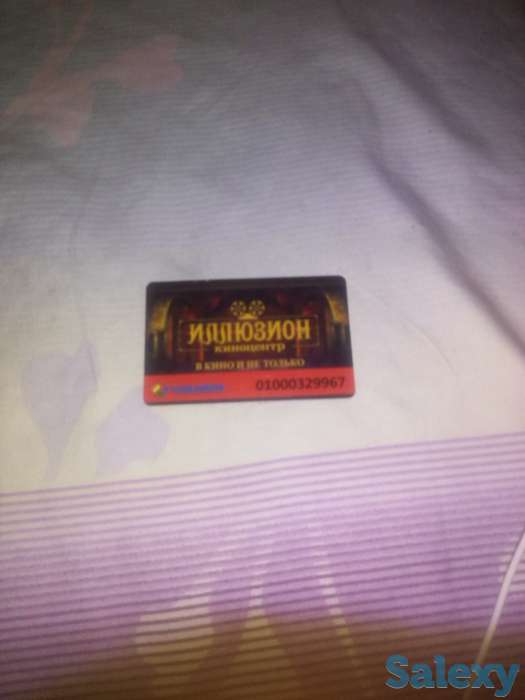 ИЛЛЮЗИОН
КИНОЦЕНТР
В КИНО И НЕ ТОЛЬКО
01000329967
Salexy